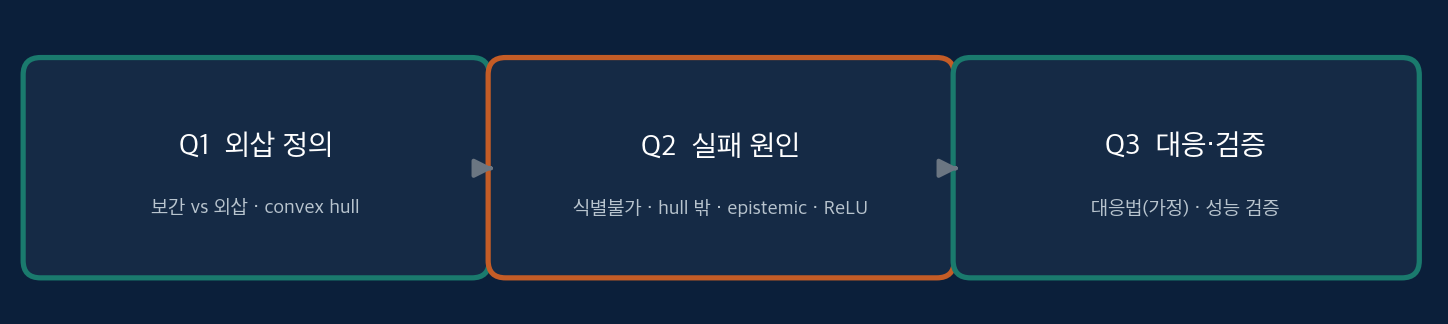 Q1 외삽 정의
보간 vs 외삽 · convex hull
Q2 실패 원인
식별불가 · hull 밖 · epistemic · ReLU
Q3 대응·검증
대응법(가정) · 성능 검증